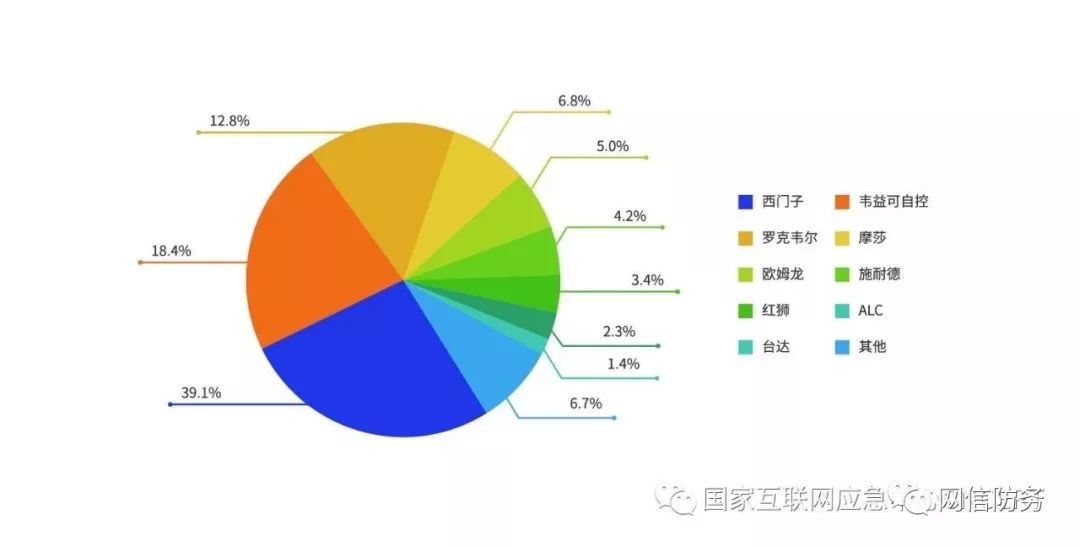 12.8%
6.8%
5.0%
4.2%
18.4%
3.4%
2.3%
1.4%
39.1%
6.7%
西门子 韦益可自控
罗克韦尔 摩莎
欧姆龙 施耐德
红狮 ALC
台达 其他
国家互联网应急
网信防务